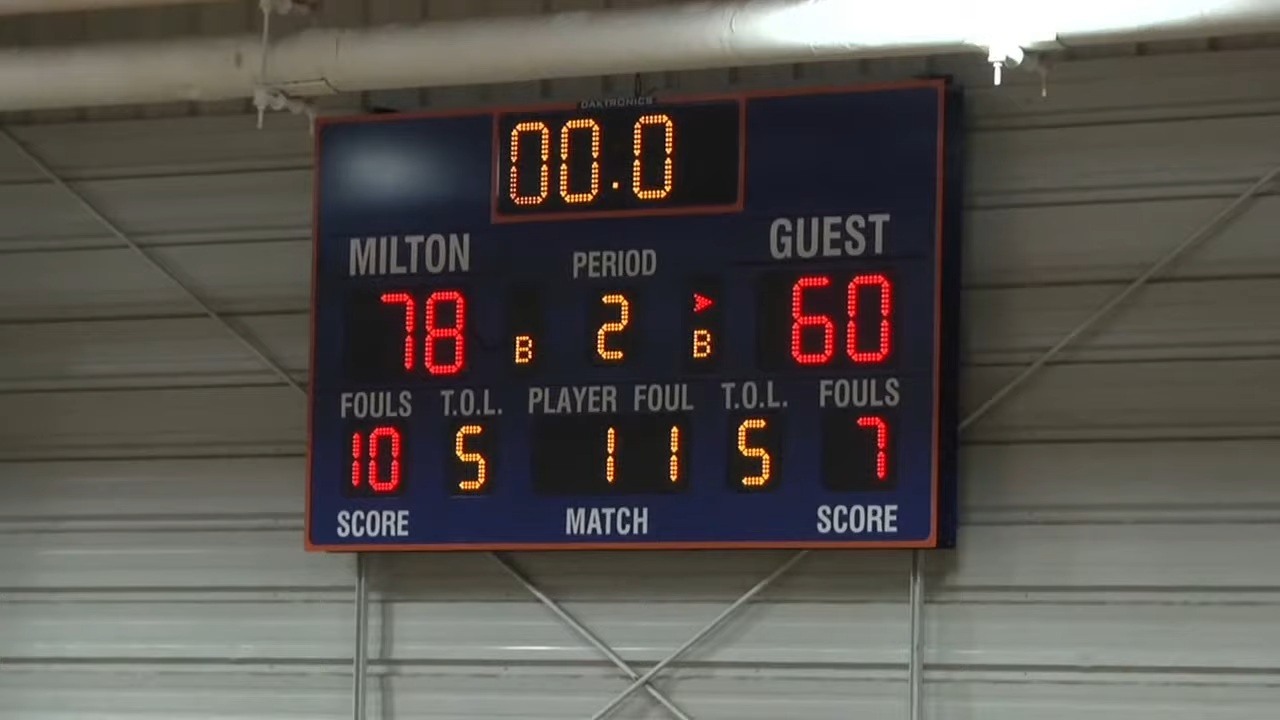 DAKTRONICS
00.0
MILTON PERIOD GUEST
78 B 2 > B 60
FOULS T.O.L. PLAYER FOUL T.O.L. FOULS
10 5 1 1 5 7
SCORE MATCH SCORE